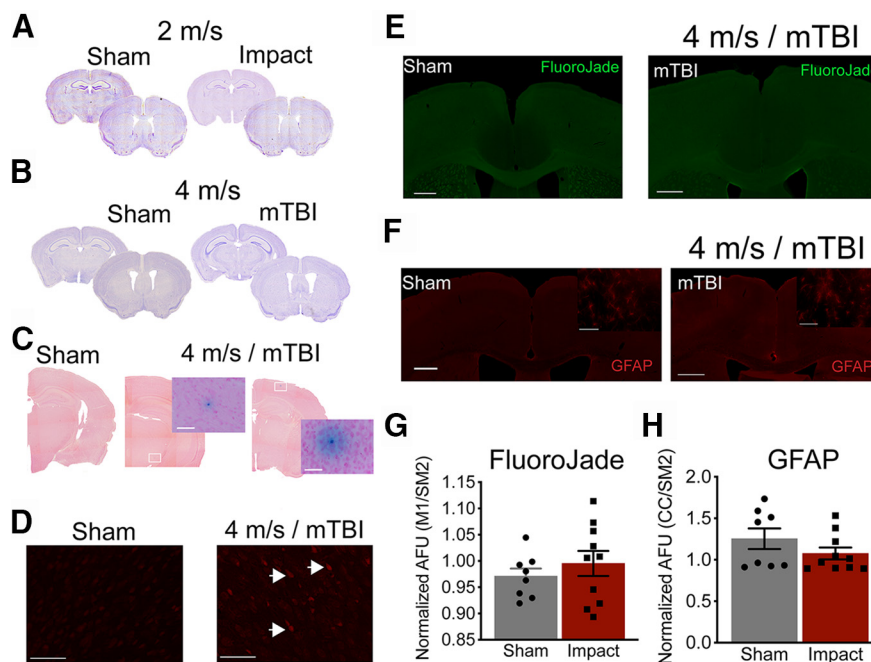 A
2 m/s
Sham
Impact
B
4 m/s
Sham
mTBI
C
Sham
4 m/s / mTBI
D
Sham
4 m/s / mTBI
E
4 m/s / mTBI
Sham
FluoroJade
mTBI
FluoroJad
F
4 m/s / mTBI
Sham
GFAP
mTBI
GFAP
G
FluoroJade
Normalized AFU (M1/SM2)
1.15
1.10
1.05
1.00
0.95
0.90
0.85
Sham
Impact
H
GFAP
Normalized AFU (CC/SM2)
2.0
1.5
1.0
0.5
0.0
Sham
Impact